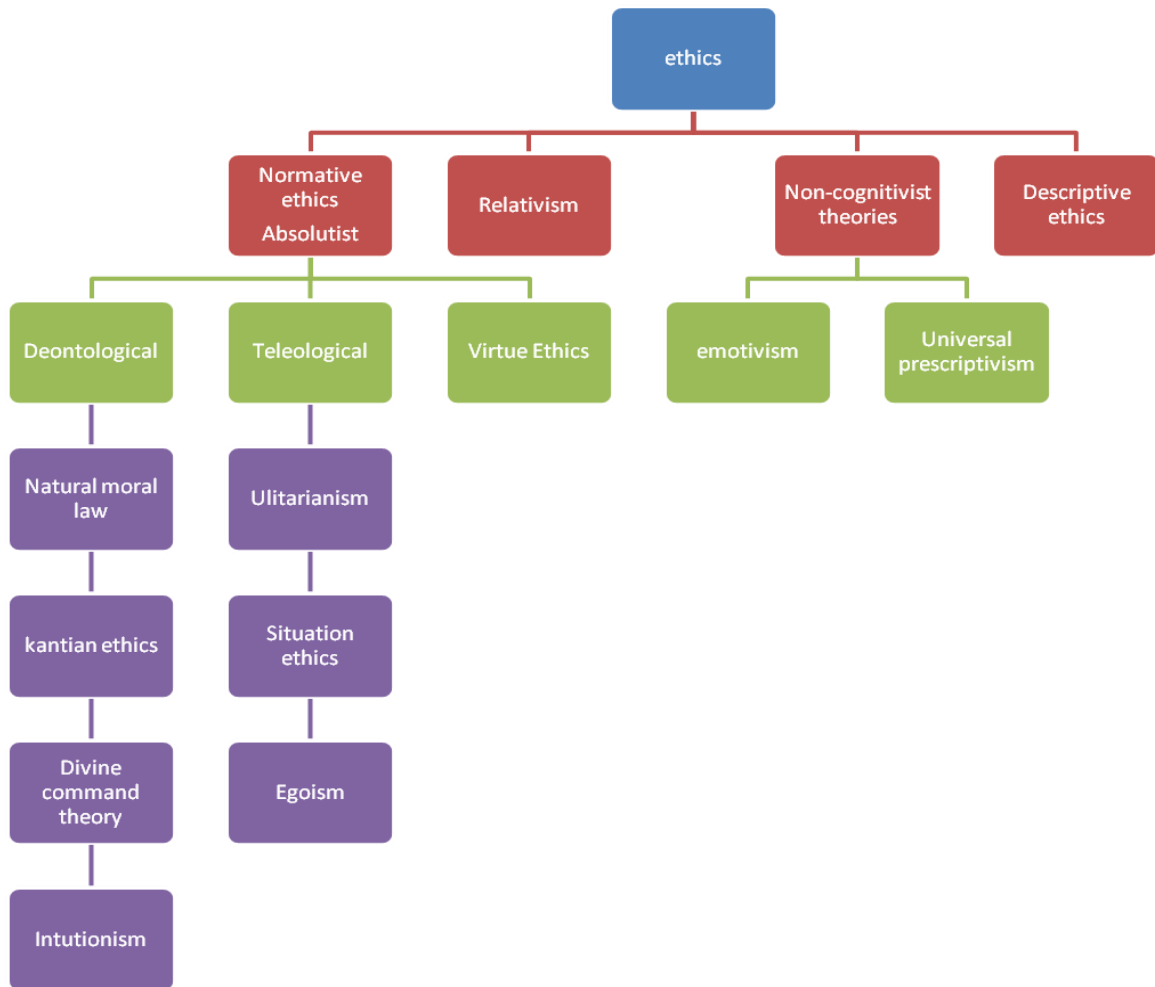 ethics
Normative
ethics
Absolutist
Relativism
Non-cognitivist
theories
Descriptive
ethics
Deontological
Teleological
Virtue Ethics
emotivism
Universal
prescriptivism
Natural moral
law
Ulitarianism
kantian ethics
Situation
ethics
Divine
command
theory
Egoism
Intutionism